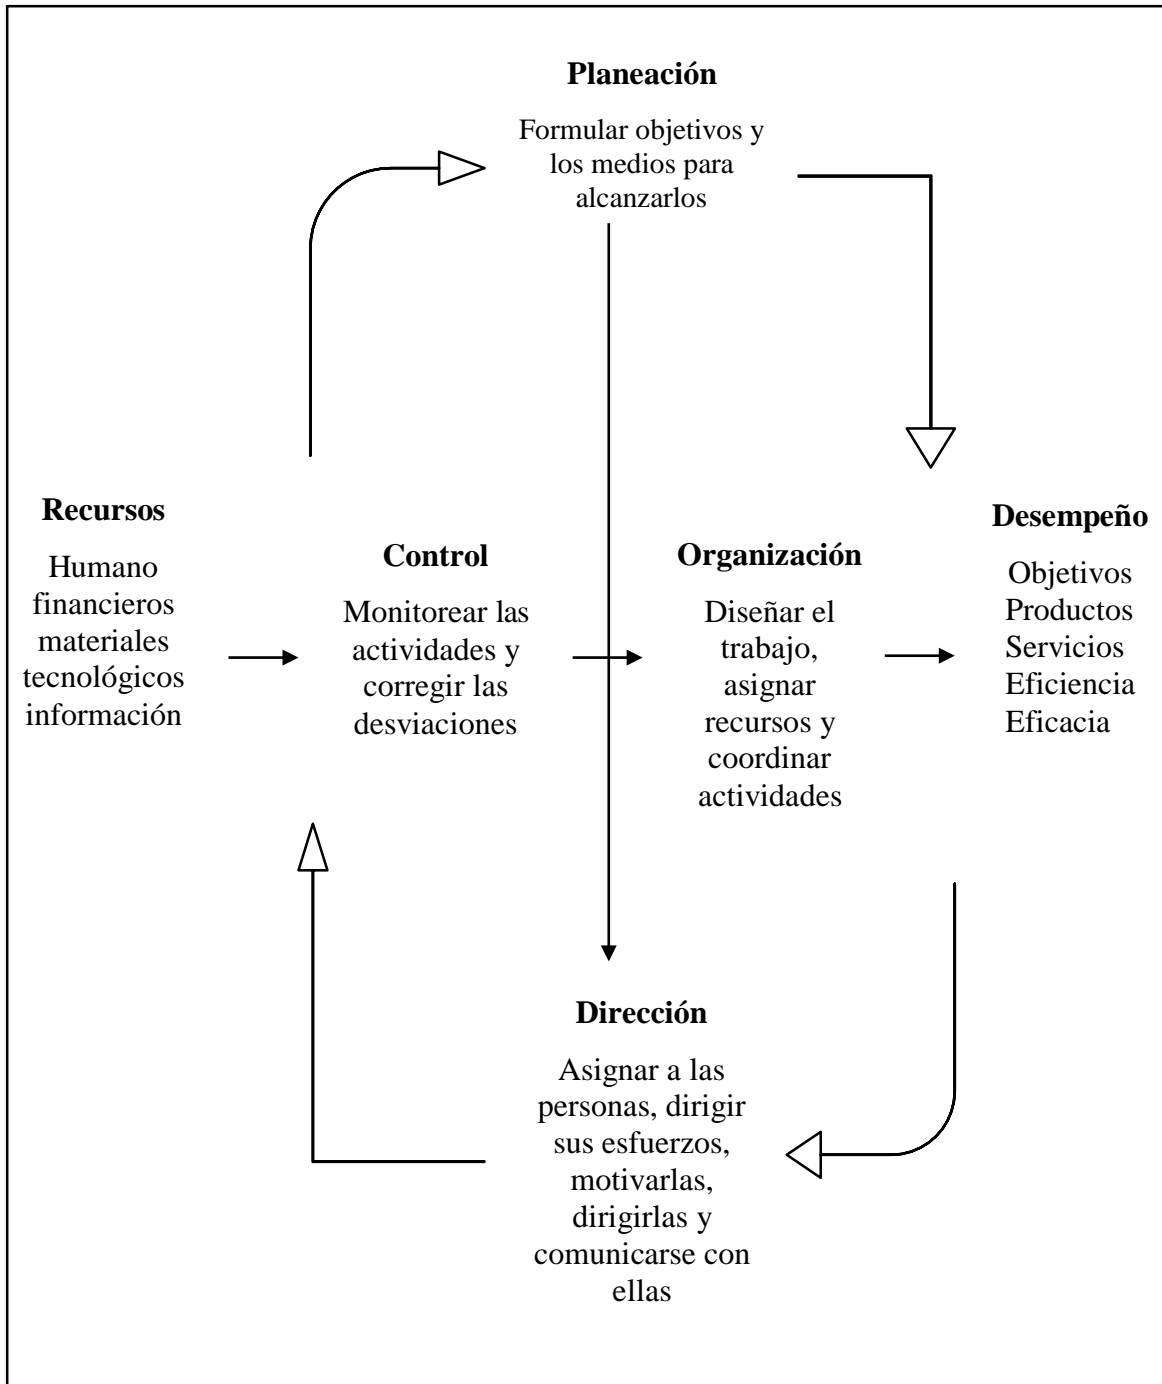 Planeación
Formular objetivos y
los medios para
alcanzarlos
Recursos
Humano
financieros
materiales
tecnológicos
información
Control
Monitorear las
actividades y
corregir las
desviaciones
Organización
Diseñar el
trabajo,
asignar
recursos y
coordinar
actividades
Desempeño
Objetivos
Productos
Servicios
Eficiencia
Eficacia
Dirección
Asignar a las
personas, dirigir
sus esfuerzos,
motivarlas,
dirigirlas y
comunicarse con
ellas